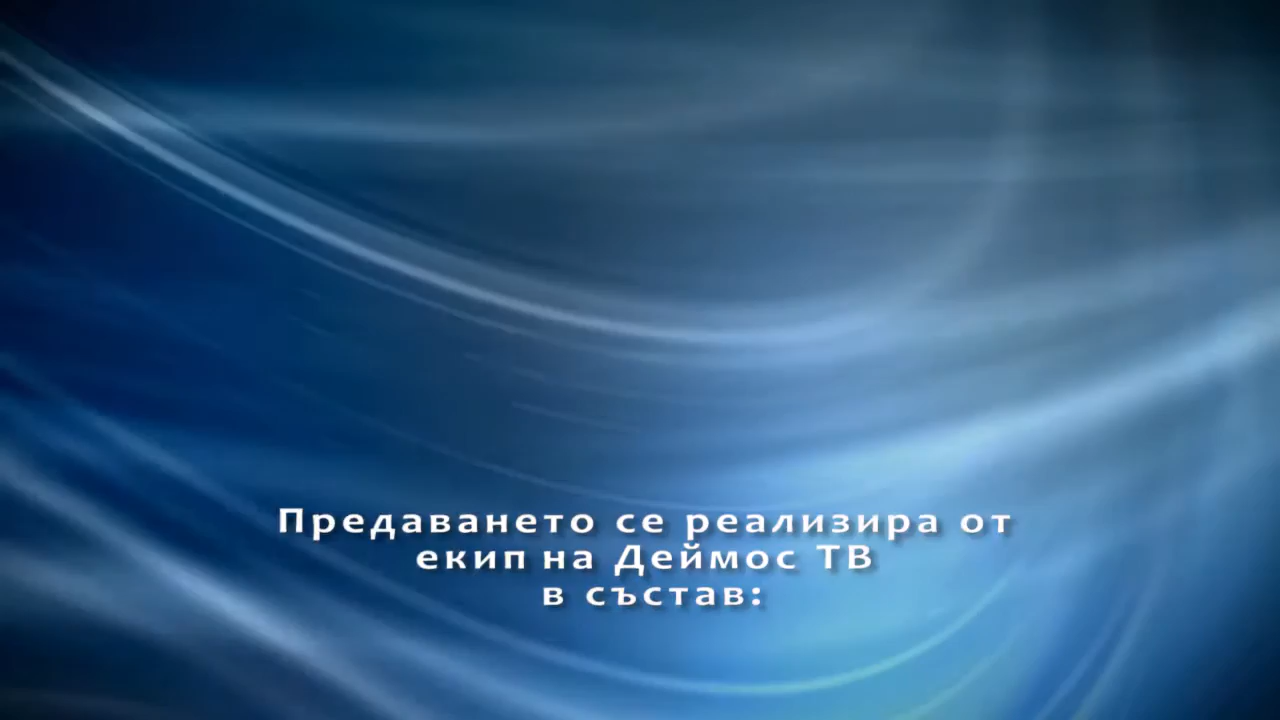 Предаването се реализира от
екип на Деймос ТВ
в състав: